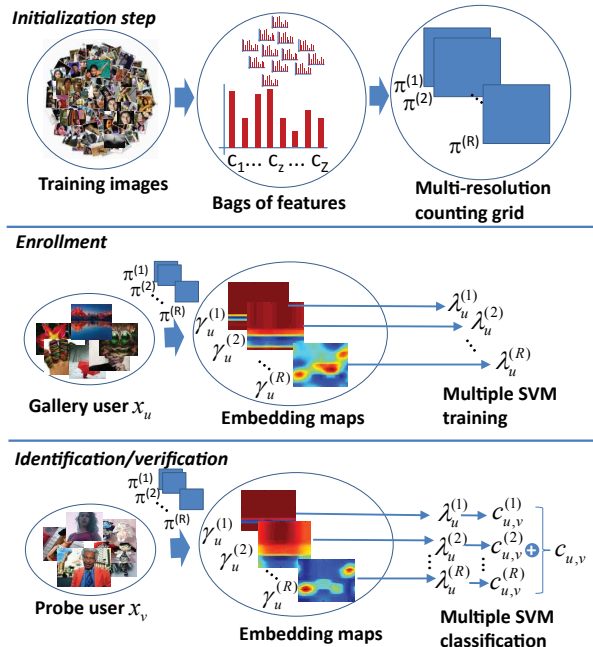 Initialization step
π(1)
π(2)
π(R)
C1... Cz ... CZ
Training images
Bags of features
Multi-resolution
counting grid
Enrollment
π(1)
π(2)
π(R)
γu(1)
γu(2)
γu(R)
λu(1)
λu(2)
λu(R)
Gallery user xu
Embedding maps
Multiple SVM
training
Identification/verification
π(1)
π(2)
π(R)
γu(1)
γu(2)
γu(R)
λu(1) cu,v(1)
λu(2) cu,v(2) + cu,v
λu(R) cu,v(R)
Probe user xv
Embedding maps
Multiple SVM
classification